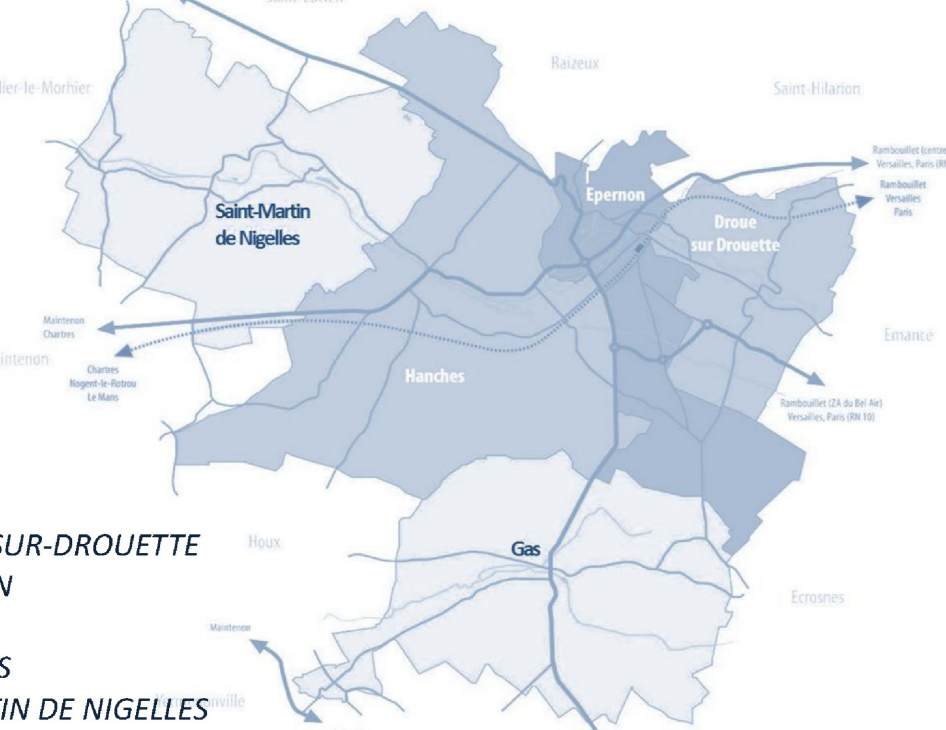 Raizeux
Saint-Hilarion
Rambouillet (centre
Versailles, Paris (RN
Rambouillet
Versailles
Paris
Epernon
Droue
sur Drouette
Saint-Martin
de Nigelles
Maintenon
Chartres
Emance
Chartres
Nogent-le-Rotrou
Le Mans
Hanches
Rambouillet (ZA du Bel Air)
Versailles, Paris (RN 10)
SUR-DROUETTE
Houx
Gas
Ecrosnes
Maintenon
TIN DE NIGELLES